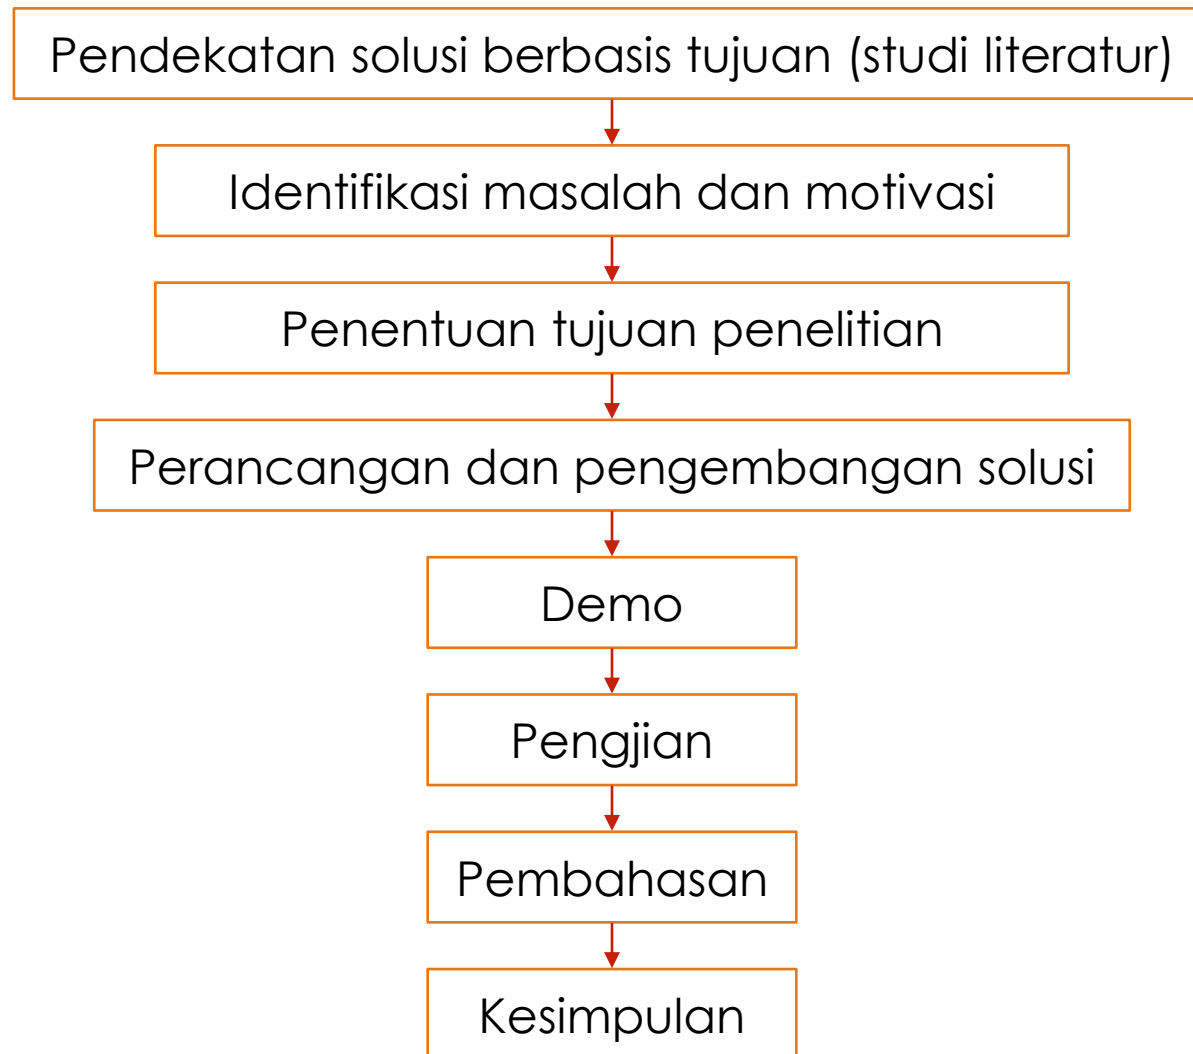 Pendekatan solusi berbasis tujuan (studi literatur)
Identifikasi masalah dan motivasi
Penentuan tujuan penelitian
Perancangan dan pengembangan solusi
Demo
Pengjian
Pembahasan
Kesimpulan